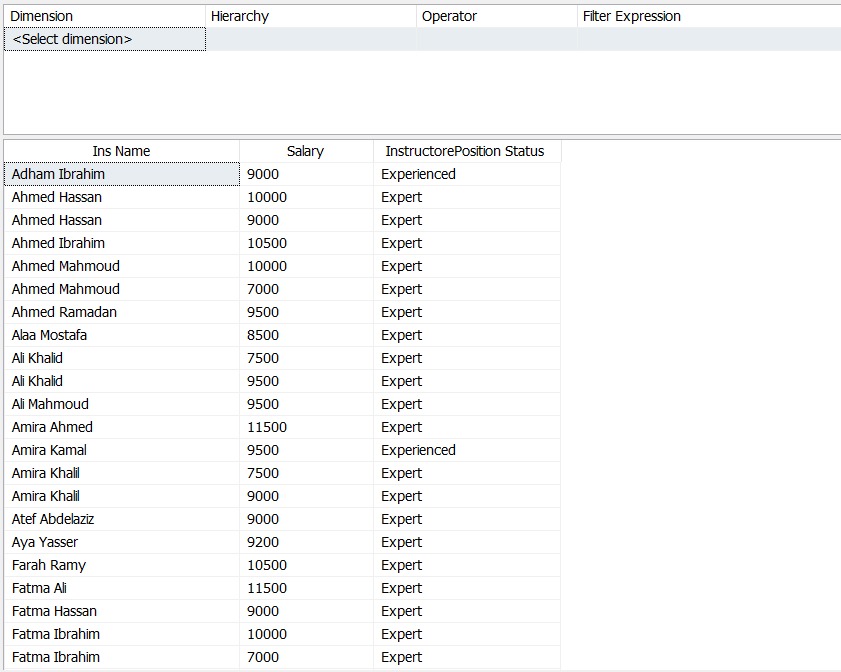 Dimension Hierarchy Operator Filter Expression
<Select dimension>
Ins Name Salary InstructorePosition Status
Adham Ibrahim 9000 Experienced
Ahmed Hassan 10000 Expert
Ahmed Hassan 9000 Expert
Ahmed Ibrahim 10500 Expert
Ahmed Mahmoud 10000 Expert
Ahmed Mahmoud 7000 Expert
Ahmed Ramadan 9500 Expert
Alaa Mostafa 8500 Expert
Ali Khalid 7500 Expert
Ali Khalid 9500 Expert
Ali Mahmoud 9500 Expert
Amira Ahmed 11500 Expert
Amira Kamal 9500 Experienced
Amira Khalil 7500 Expert
Amira Khalil 9000 Expert
Atef Abdelaziz 9000 Expert
Aya Yasser 9200 Expert
Farah Ramy 10500 Expert
Fatma Ali 11500 Expert
Fatma Hassan 9000 Expert
Fatma Ibrahim 10000 Expert
Fatma Ibrahim 7000 Expert